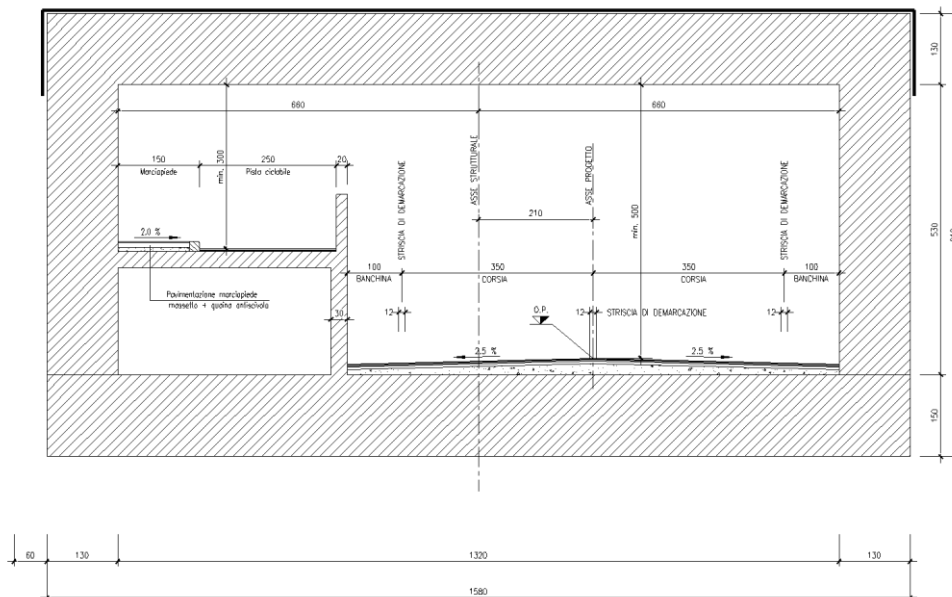 130
660
660
150
250
20
Marciapiede
Pista ciclabile
min. 300
STRISCIA DI DEMARCAZIONE
ASSE STRUTTURALE
ASSE PROGETTO
STRISCIA DI DEMARCAZIONE
210
min. 500
530
2.0 %
100
350
350
100
BANCHINA
CORSIA
CORSIA
BANCHINA
Pavimentazione marciapiede
massetto + guaina antiscivolo
30
12
O.P.
12
STRISCIA DI DEMARCAZIONE
12
2.5 %
2.5 %
150
60
130
1320
130
1580